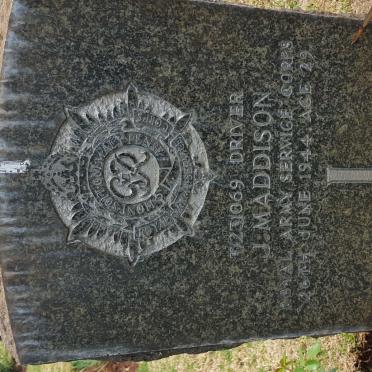 T/231069 DRIVER
J. MADDISON
ROYAL ARMY SERVICE CORPS
26TH JUNE 1944 AGE 29